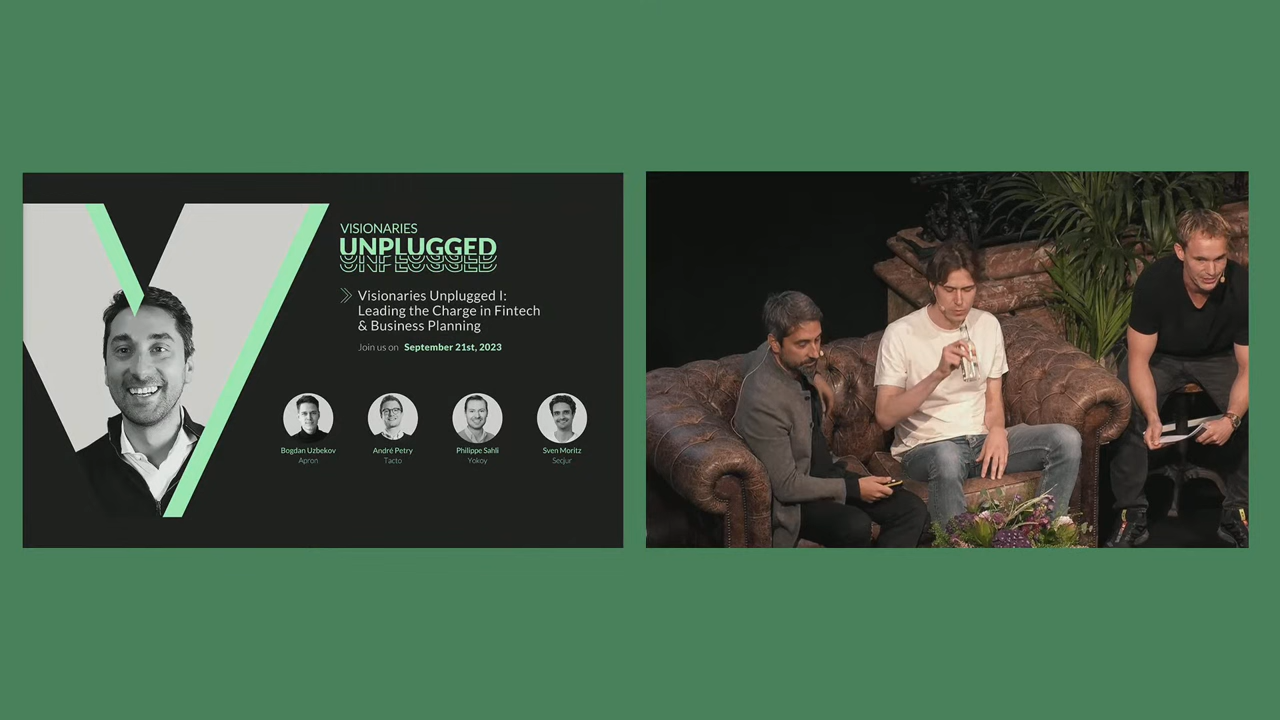 VISIONARIES
UNPLUGGED
UNPLUGGED
Visionaries Unplugged I:
Leading the Charge in Fintech
& Business Planning
Join us on September 21st, 2023
Bogdan Uzbekov
Apron
André Petry
Tacto
Philippe Sahli
Yokoy
Sven Moritz
Secjur